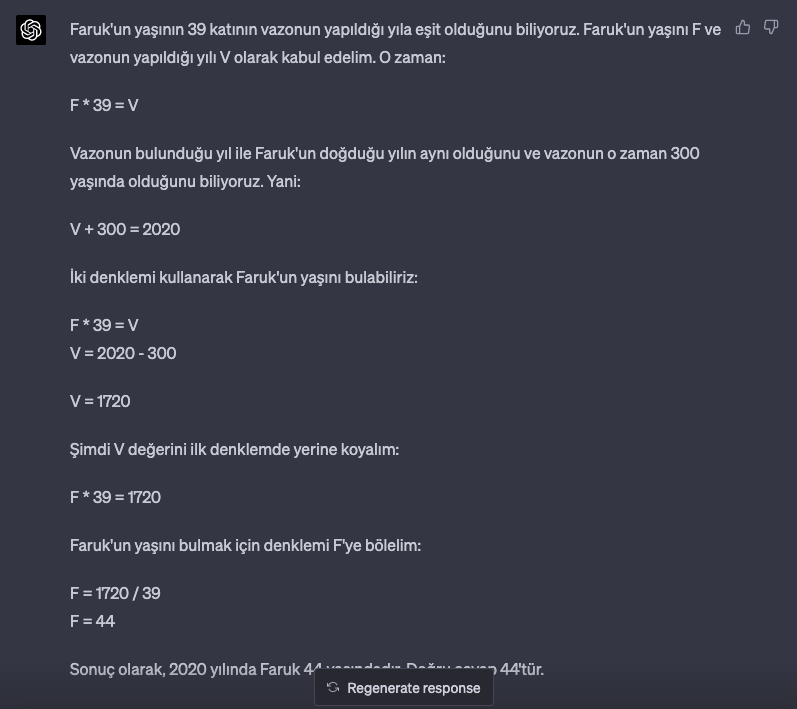 Faruk'un yaşının 39 katının vazonun yapıldığı yıla eşit olduğunu biliyoruz. Faruk'un yaşını F ve
vazonun yapıldığı yılı V olarak kabul edelim. O zaman:
F * 39 = V
Vazonun bulunduğu yıl ile Faruk'un doğduğu yılın aynı olduğunu ve vazonun o zaman 300
yaşında olduğunu biliyoruz. Yani:
V + 300 = 2020
İki denklemi kullanarak Faruk'un yaşını bulabiliriz:
F * 39 = V
V = 2020 - 300
V = 1720
Şimdi V değerini ilk denklemde yerine koyalım:
F * 39 = 1720
Faruk'un yaşını bulmak için denklemi F'ye bölelim:
F = 1720 / 39
F = 44
Sonuç olarak, 2020 yılında Faruk 44 yaşındadır. Doğru cevap 44'tür.
Regenerate response